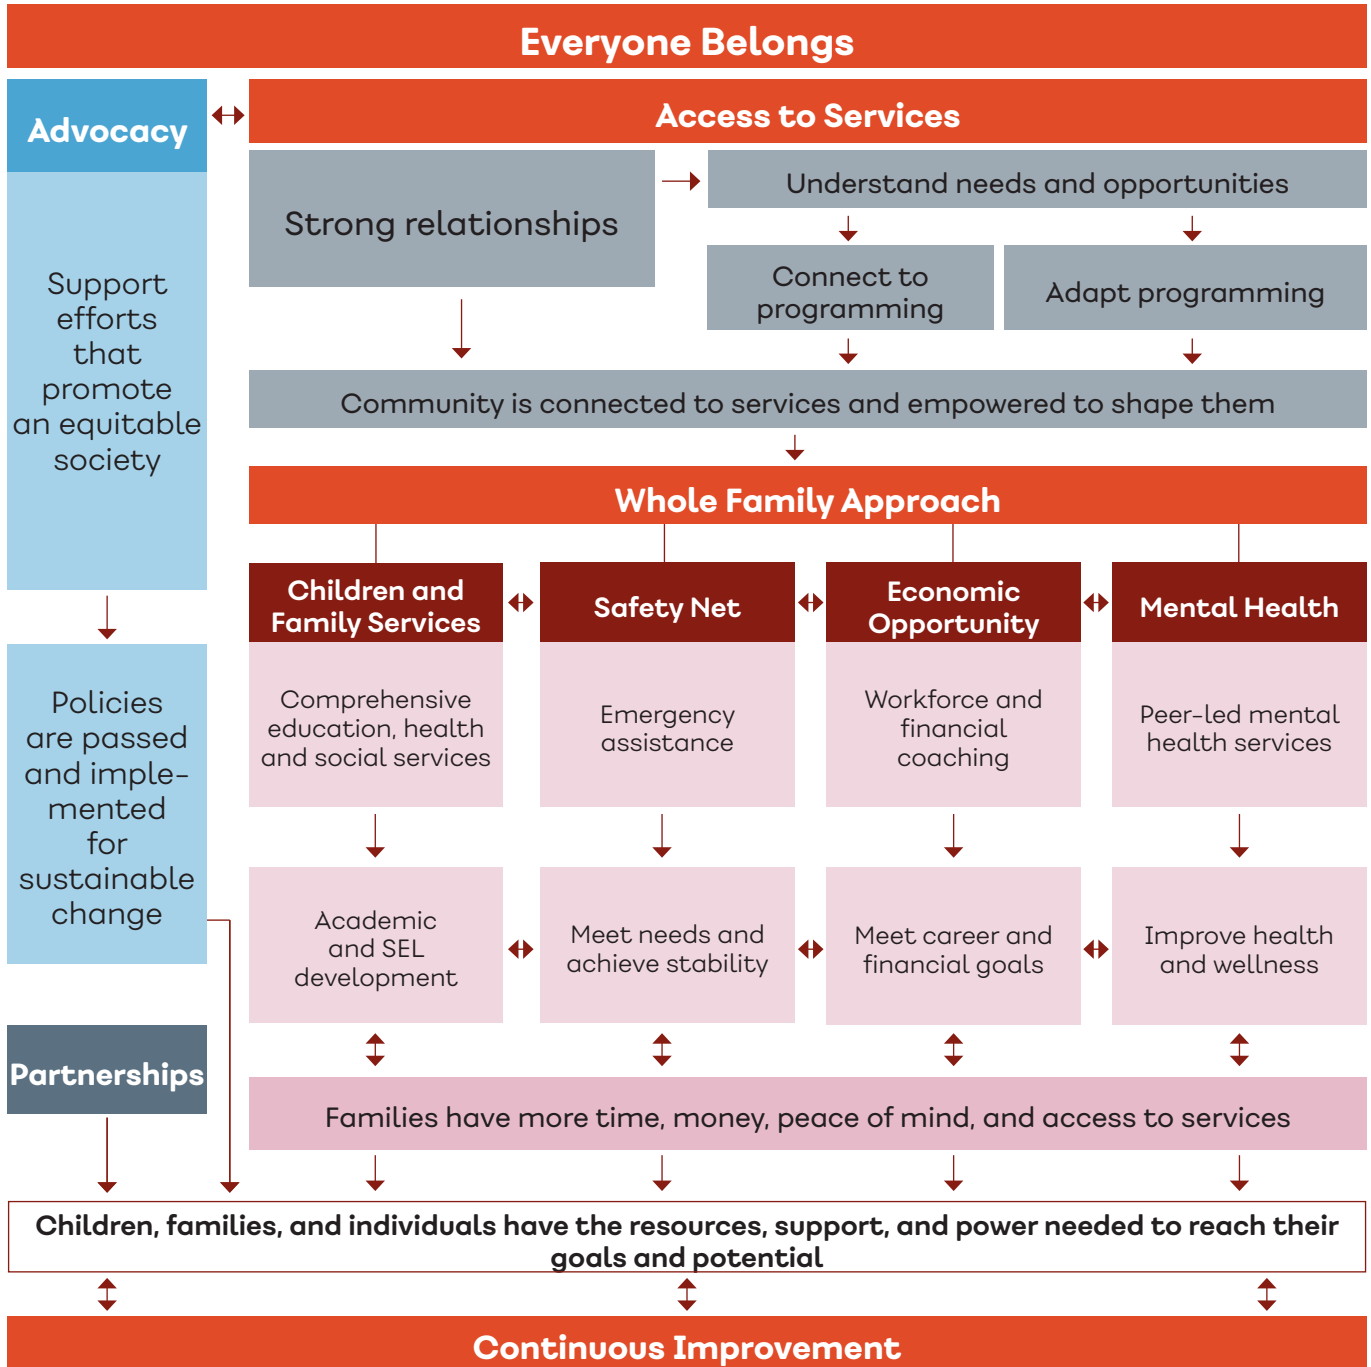 Everyone Belongs
Advocacy
Support
efforts
that
promote
an equitable
society
Policies
are passed
and imple-
mented
for
sustainable
change
Partnerships
Access to Services
Strong relationships
Understand needs and opportunities
Connect to
programming
Adapt programming
Community is connected to services and empowered to shape them
Whole Family Approach
Children and
Family Services
Comprehensive
education, health
and social services
Academic
and SEL
development
Safety Net
Emergency
assistance
Meet needs and
achieve stability
Economic
Opportunity
Workforce and
financial
coaching
Meet career and
financial goals
Mental Health
Peer-led mental
health services
Improve health
and wellness
Families have more time, money, peace of mind, and access to services
Children, families, and individuals have the resources, support, and power needed to reach their
goals and potential
Continuous Improvement